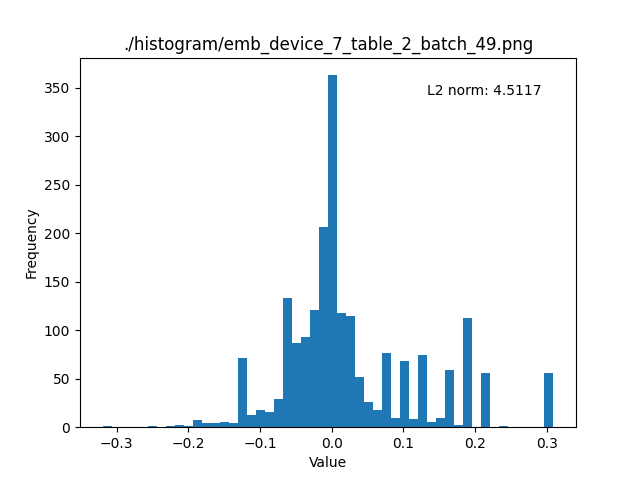 ./histogram/emb_device_7_table_2_batch_49.png
L2 norm: 4.5117
350
300
250
200
150
100
50
0
Frequency
−0.3 −0.2 −0.1 0.0 0.1 0.2 0.3
Value